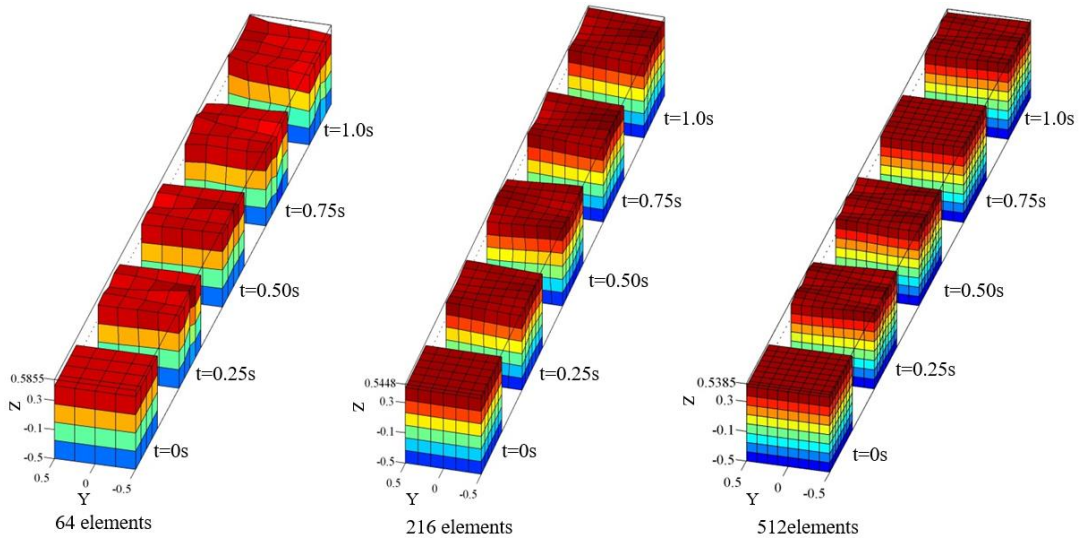 t=1.0s
t=0.75s
t=0.50s
t=0.25s
t=0s
0.5855
0.3
-0.1
-0.5
Z
0.5
0
-0.5
Y
64 elements
t=1.0s
t=0.75s
t=0.50s
t=0.25s
t=0s
0.5448
0.3
-0.1
-0.5
Z
0.5
0
-0.5
Y
216 elements
t=1.0s
t=0.75s
t=0.50s
t=0.25s
t=0s
0.5385
0.3
-0.1
-0.5
Z
0.5
0
-0.5
Y
512elements